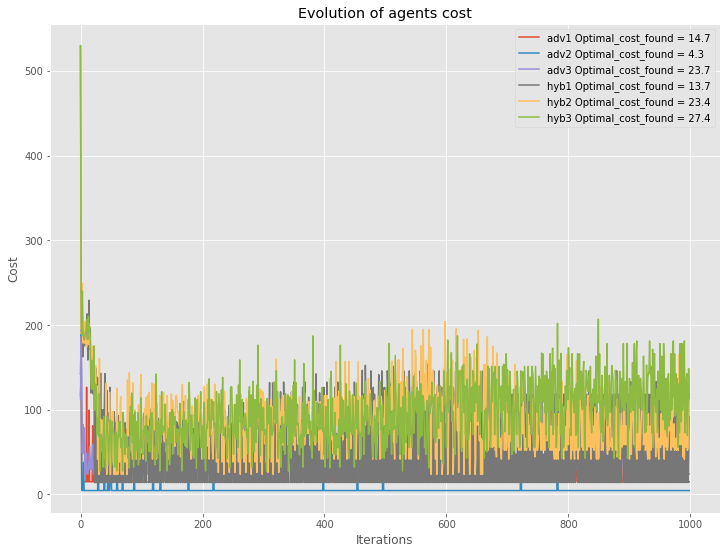 Evolution of agents cost
adv1 Optimal_cost_found = 14.7
adv2 Optimal_cost_found = 4.3
adv3 Optimal_cost_found = 23.7
hyb1 Optimal_cost_found = 13.7
hyb2 Optimal_cost_found = 23.4
hyb3 Optimal_cost_found = 27.4
500
400
300
200
100
0
Cost
0 200 400 600 800 1000
Iterations